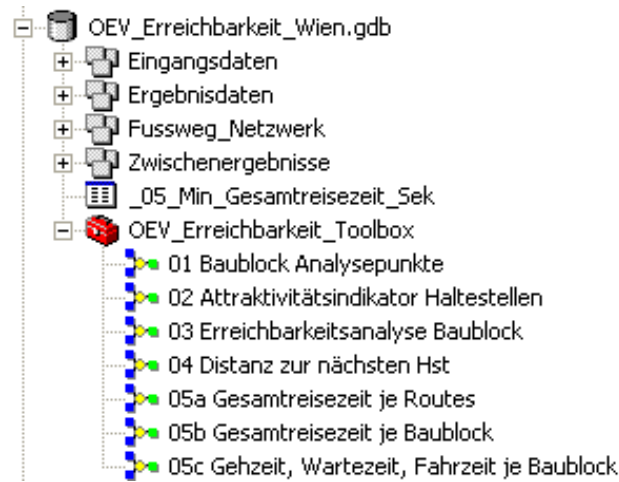 OEV_Erreichbarkeit_Wien.gdb
Eingangsdaten
Ergebnisdaten
Fussweg_Netzwerk
Zwischenergebnisse
_05_Min_Gesamtreisezeit_Sek
OEV_Erreichbarkeit_Toolbox
01 Baublock Analysepunkte
02 Attraktivitätsindikator Haltestellen
03 Erreichbarkeitsanalyse Baublock
04 Distanz zur nächsten Hst
05a Gesamtreisezeit je Routes
05b Gesamtreisezeit je Baublock
05c Gehzeit, Wartezeit, Fahrzeit je Baublock